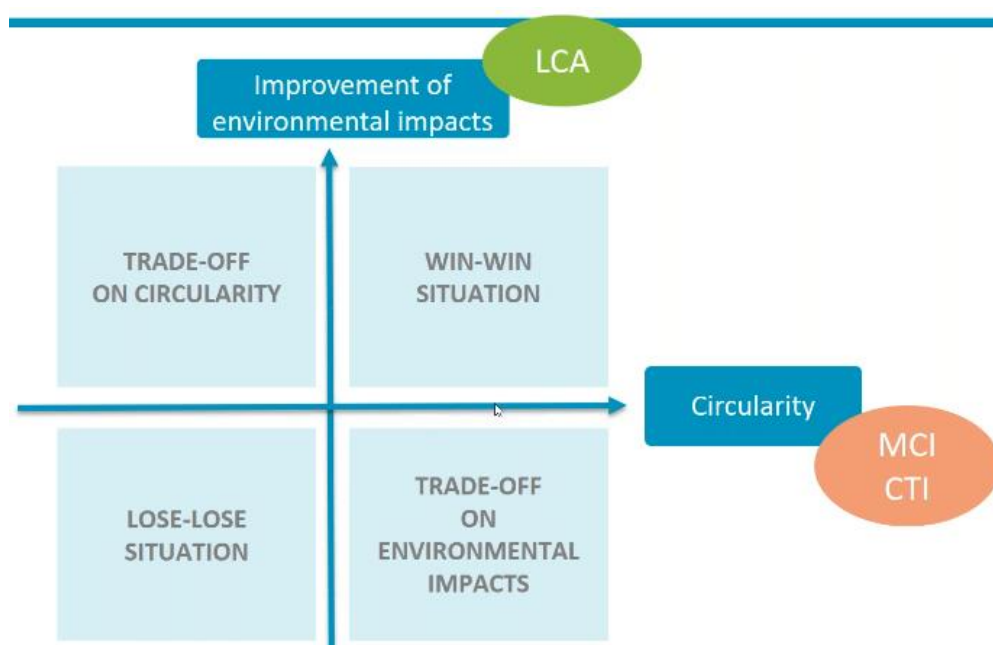 LCA
Improvement of
environmental impacts
TRADE-OFF
ON CIRCULARITY
WIN-WIN
SITUATION
Circularity
MCI
CTI
LOSE-LOSE
SITUATION
TRADE-OFF
ON
ENVIRONMENTAL
IMPACTS